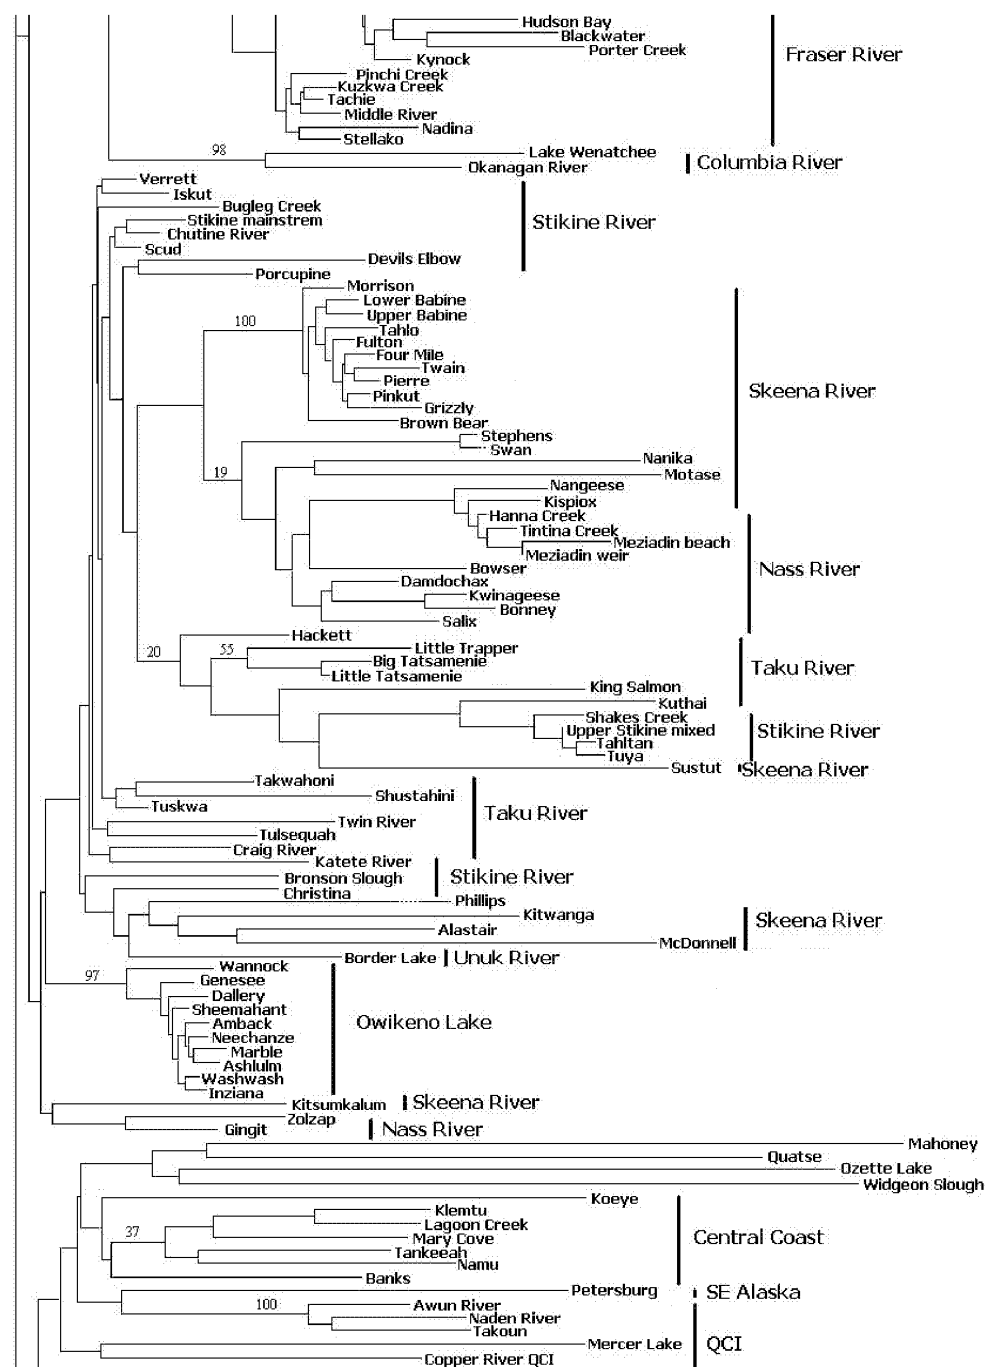 Hudson Bay
Blackwater
Porter Creek
Fraser River
Kynock
Pinchi Creek
Kuzkwa Creek
Tachie
Middle River
Nadina
Stellako
98
Lake Wenatchee
Okanagan River
Columbia River
Verrett
Iskut
Bugleg Creek
Stikine mainstrem
Stikine River
Chutine River
Scud
Devils Elbow
Porcupine
Morrison
Lower Babine
Upper Babine
100
Tahlo
Fulton
Four Mile
Twain
Pierre
Skeena River
Pinkut
Grizzly
Brown Bear
Stephens
Swan
Nanika
19
Motase
Nangeese
Kispiox
Hanna Creek
Tintina Creek
Meziadin beach
Meziadin weir
Bowser
Nass River
Damdochax
Kwinageese
Bonney
Salix
Hackett
20
55
Little Trapper
Big Tatsamenie
Taku River
Little Tatsamenie
King Salmon
Kuthai
Shakes Creek
Upper Stikine mixed
Stikine River
Tahltan
Tuya
Sustut
Skeena River
Takwahoni
Shustahini
Tuskwa
Taku River
Twin River
Tulsequah
Craig River
Katete River
Bronson Slough
Stikine River
Christina
Phillips
Kitwanga
Skeena River
Alastair
McDonnell
Border Lake
Unuk River
Wannock
97
Genesee
Dallery
Sheemahant
Amback
Owikeno Lake
Neechanze
Marble
Ashlulm
Washwash
Inziana
Kitsumkalum
Skeena River
Zolzap
Gingit
Nass River
Mahoney
Quatse
Ozette Lake
Widgeon Slough
Koeye
Klemtu
Lagoon Creek
37
Mary Cove
Central Coast
Tankeeah
Namu
Banks
Petersburg
SE Alaska
100
Awun River
Naden River
Takoun
Mercer Lake
QCI
Copper River QCI